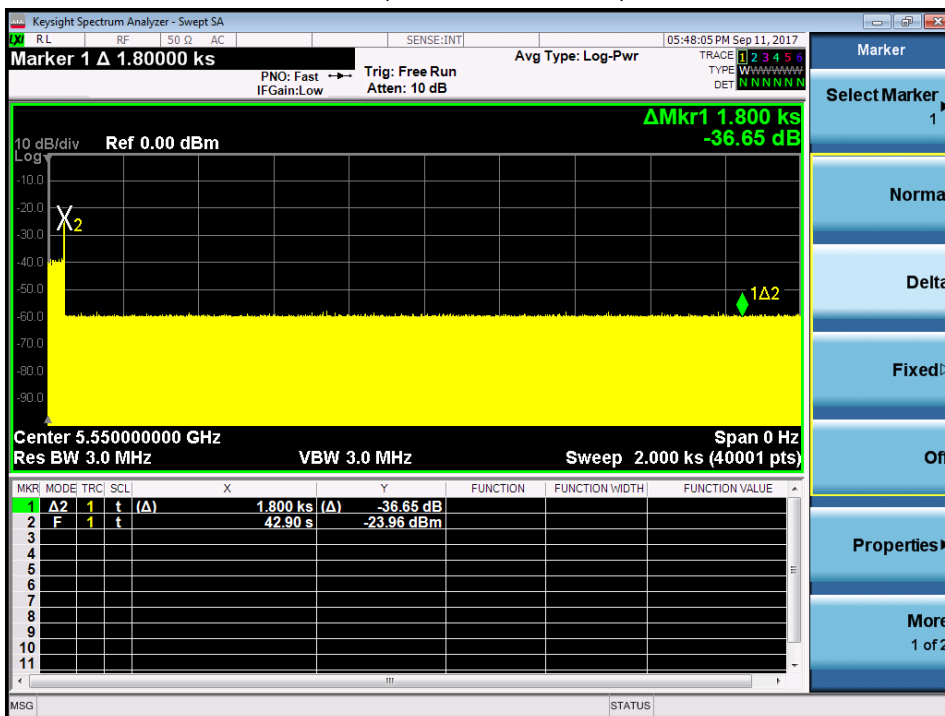 Keysight Spectrum Analyzer - Swept SA
LXI RL RF 50 Ω AC SENSE:INT 05:48:05 PM Sep 11, 2017
Marker 1 Δ 1.80000 ks
PNO: Fast
IFGain:Low
Trig: Free Run
Atten: 10 dB
Avg Type: Log-Pwr
TRACE 1 2 3 4 5 6
TYPE WWWWWW
DET N N N N N N
ΔMkr1 1.800 ks
-36.65 dB
10 dB/div Ref 0.00 dBm
Log
-10.0
-20.0
-30.0
-40.0
-50.0
-60.0
-70.0
-80.0
-90.0
2
1Δ2
Center 5.550000000 GHz Span 0 Hz
Res BW 3.0 MHz VBW 3.0 MHz Sweep 2.000 ks (40001 pts)
MKR MODE TRC SCL X Y FUNCTION FUNCTION WIDTH FUNCTION VALUE
1 Δ2 1 t (Δ) 1.800 ks (Δ) -36.65 dB
2 F 1 t 42.90 s -23.96 dBm
3
4
5
6
7
8
9
10
11
MSG STATUS
Marker
Select Marker
1
Norma
Delta
Fixed
Of
Properties
More
1 of 2